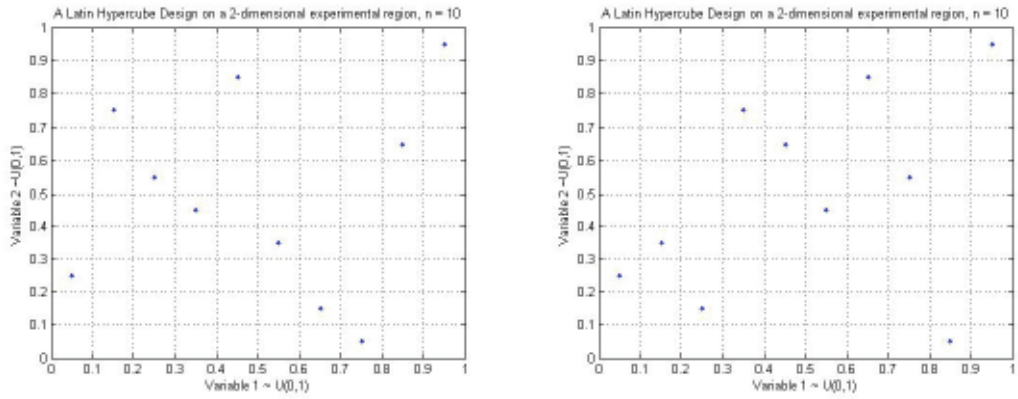 A Latin Hypercube Design on a 2-dimensional experimental region, n = 10
1
0.9
0.8
0.7
0.6
0.5
0.4
0.3
0.2
0.1
0
Variable 2 ~U(0,1)
0 0.1 0.2 0.3 0.4 0.5 0.6 0.7 0.8 0.9 1
Variable 1 ~ U(0,1)
A Latin Hypercube Design on a 2-dimensional experimental region, n = 10
1
0.9
0.8
0.7
0.6
0.5
0.4
0.3
0.2
0.1
0
Variable 2 ~U(0,1)
0 0.1 0.2 0.3 0.4 0.5 0.6 0.7 0.8 0.9 1
Variable 1 ~ U(0,1)